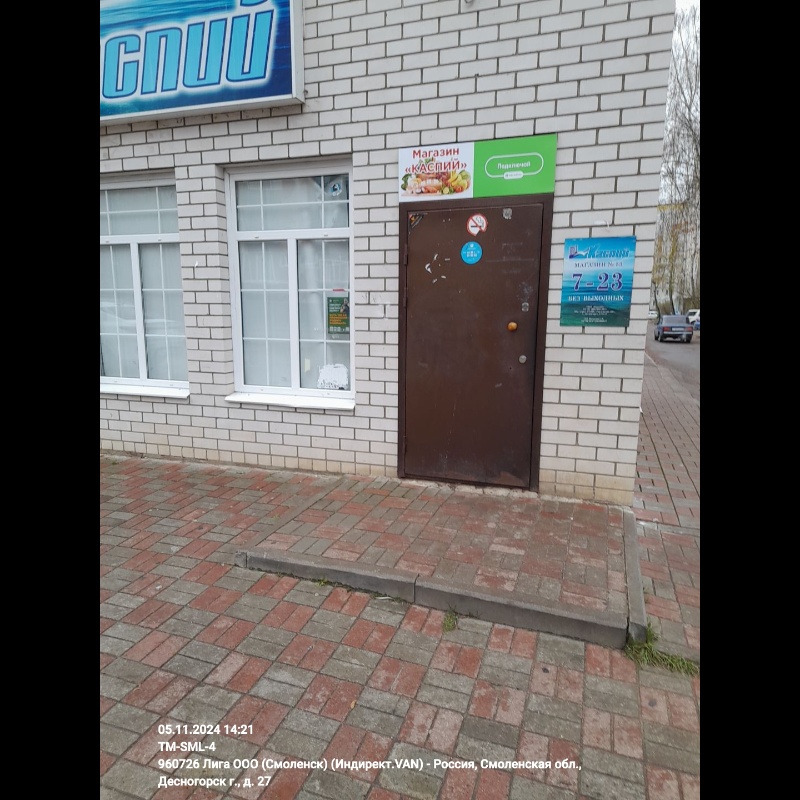 спий
Магазин
«КАСПИЙ»
Подключай
Каспий
7 - 23
БЕЗ ВЫХОДНЫХ
05.11.2024 14:21
TM-SML-4
960726 Лига ООО (Смоленск) (Индирект.VAN) - Россия, Смоленская обл.,
Десногорск г., д. 27